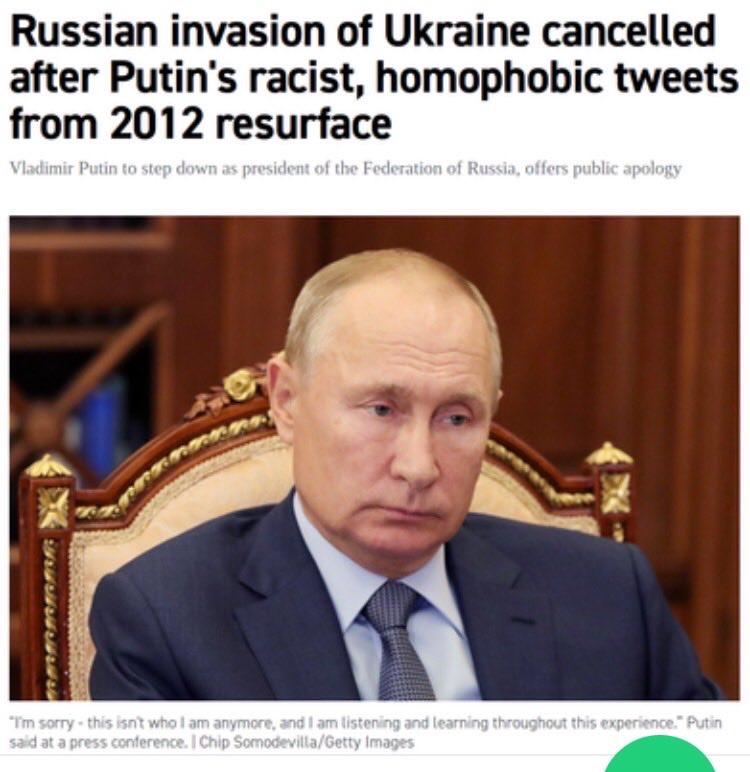 Russian invasion of Ukraine cancelled
after Putin's racist, homophobic tweets
from 2012 resurface
Vladimir Putin to step down as president of the Federation of Russia, offers public apology
"I'm sorry - this isn't who I am anymore, and I am listening and learning throughout this experience." Putin
said at a press conference. | Chip Somodevilla/Getty Images